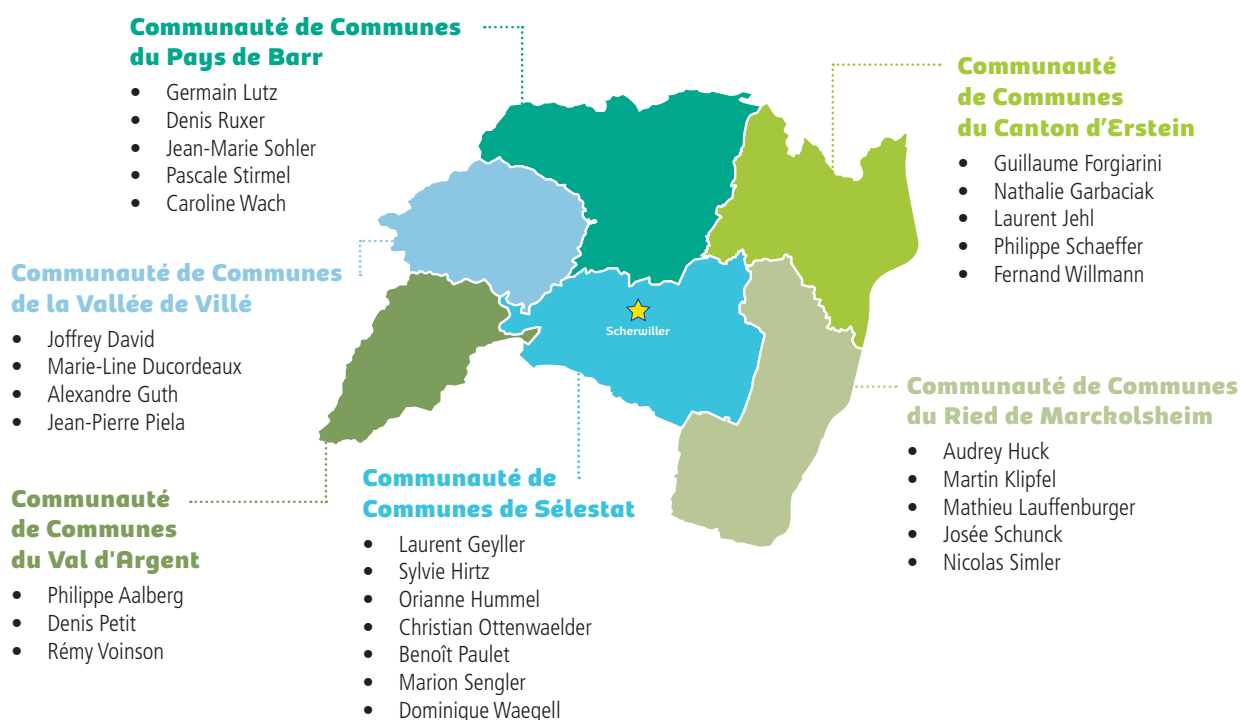 Communauté de Communes
du Pays de Barr
• Germain Lutz
• Denis Ruxer
• Jean-Marie Sohler
• Pascale Stirmel
• Caroline Wach
Communauté
de Communes
du Canton d'Erstein
• Guillaume Forgiarini
• Nathalie Garbaciak
• Laurent Jehl
• Philippe Schaeffer
• Fernand Willmann
Communauté de Communes
de la Vallée de Villé
• Joffrey David
• Marie-Line Ducordeaux
• Alexandre Guth
• Jean-Pierre Piela
Scherwiller
Communauté de Communes
du Ried de Marckolsheim
• Audrey Huck
• Martin Klipfel
• Mathieu Lauffenburger
• Josée Schunck
• Nicolas Simler
Communauté
de Communes
du Val d'Argent
• Philippe Aalberg
• Denis Petit
• Rémy Voinson
Communauté de
Communes de Sélestat
• Laurent Geyller
• Sylvie Hirtz
• Orianne Hummel
• Christian Ottenwaelder
• Benoît Paulet
• Marion Sengler
• Dominique Waegell